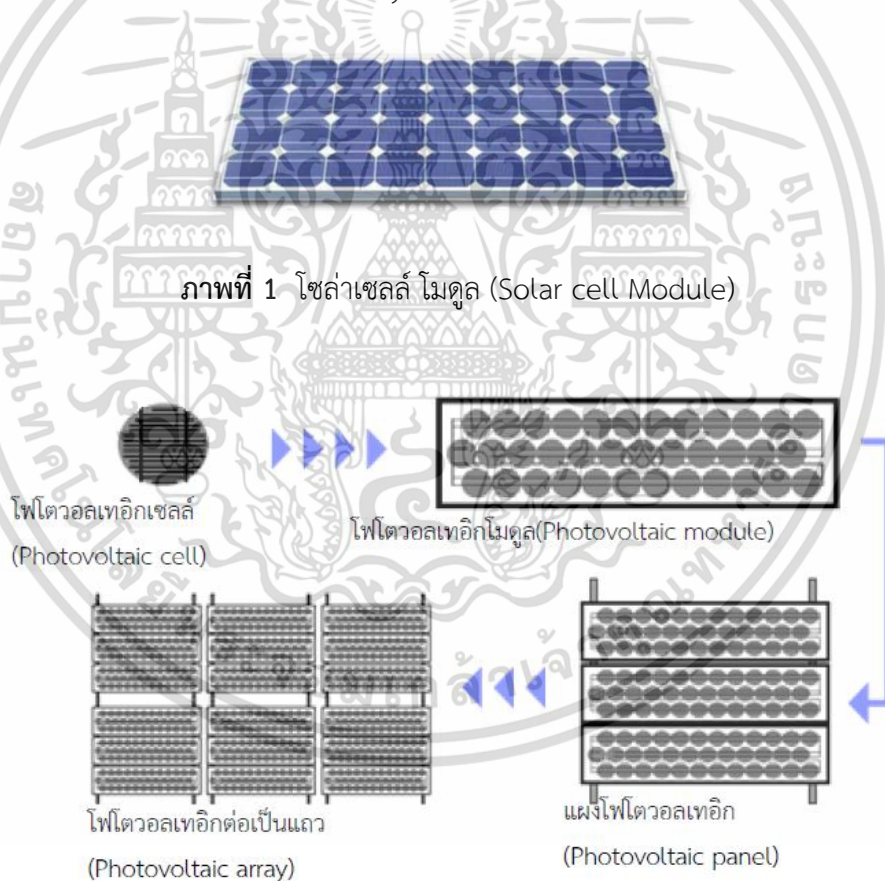 ภาพที่ 1 โซล่าเซลล์ โมดูล (Solar cell Module)
โฟโตวอลเทอิกเซลล์
(Photovoltaic cell)
โฟโตวอลเทอิกโมดูล(Photovoltaic module)
โฟโตวอลเทอิกต่อเป็นแถว
(Photovoltaic array)
แผงโฟโตวอลเทอิก
(Photovoltaic panel)